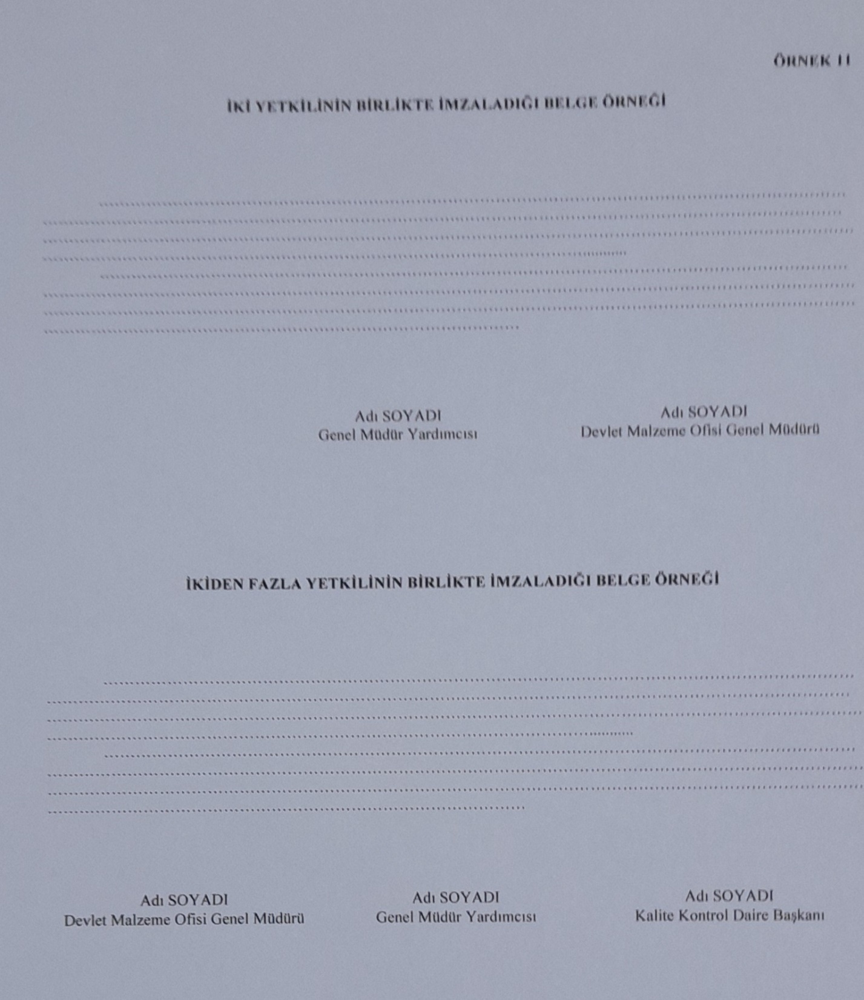 ÖRNEK 11
İKİ YETKİLİNİN BİRLİKTE İMZALADIĞI BELGE ÖRNEĞİ
..............................................................................................................
..............................................................................................................
..............................................................................................................
..............................................................................................................
..............................................................................................................
..............................................................................................................
..............................................................................................................
..............................................................................................................
Adı SOYADI Adı SOYADI
Genel Müdür Yardımcısı Devlet Malzeme Ofisi Genel Müdürü
İKİDEN FAZLA YETKİLİNİN BİRLİKTE İMZALADIĞI BELGE ÖRNEĞİ
..............................................................................................................
..............................................................................................................
..............................................................................................................
..............................................................................................................
..............................................................................................................
..............................................................................................................
..............................................................................................................
..............................................................................................................
Adı SOYADI Adı SOYADI Adı SOYADI
Devlet Malzeme Ofisi Genel Müdürü Genel Müdür Yardımcısı Kalite Kontrol Daire Başkanı